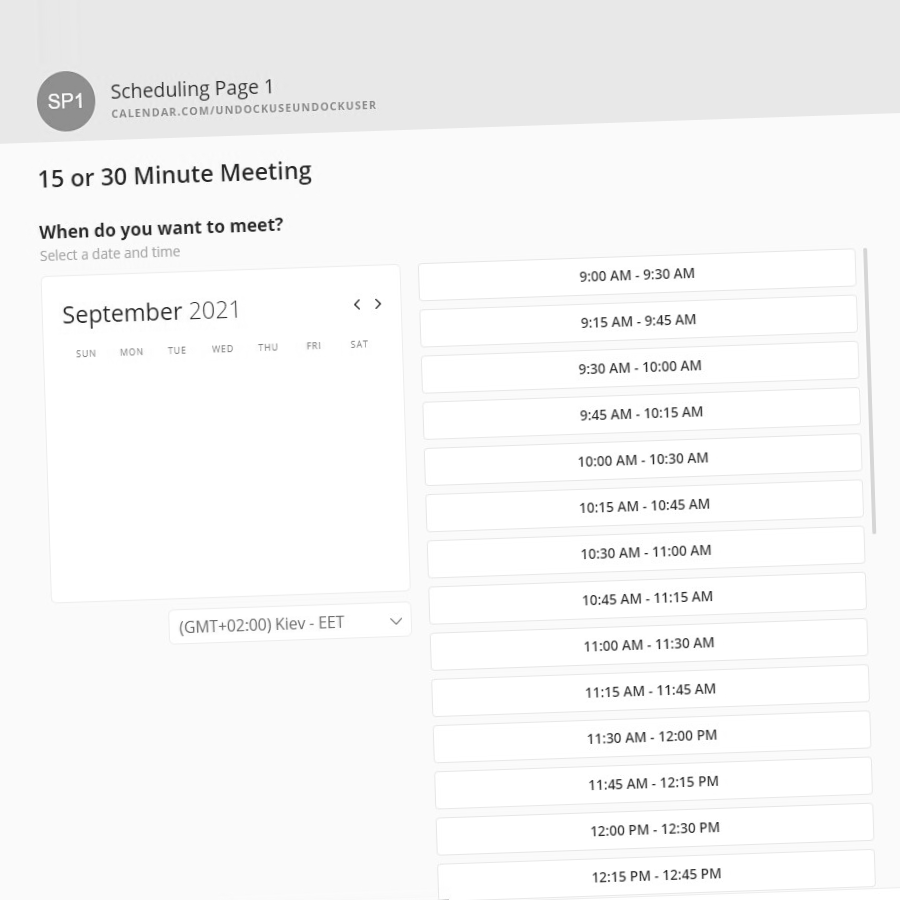 SP1
Scheduling Page 1
CALENDAR.COM/UNDOCKUSEUNDOCKUSER
15 or 30 Minute Meeting
When do you want to meet?
Select a date and time
September 2021
SUN MON TUE WED THU FRI SAT
(GMT+02:00) Kiev - EET
9:00 AM - 9:30 AM
9:15 AM - 9:45 AM
9:30 AM - 10:00 AM
9:45 AM - 10:15 AM
10:00 AM - 10:30 AM
10:15 AM - 10:45 AM
10:30 AM - 11:00 AM
10:45 AM - 11:15 AM
11:00 AM - 11:30 AM
11:15 AM - 11:45 AM
11:30 AM - 12:00 PM
11:45 AM - 12:15 PM
12:00 PM - 12:30 PM
12:15 PM - 12:45 PM